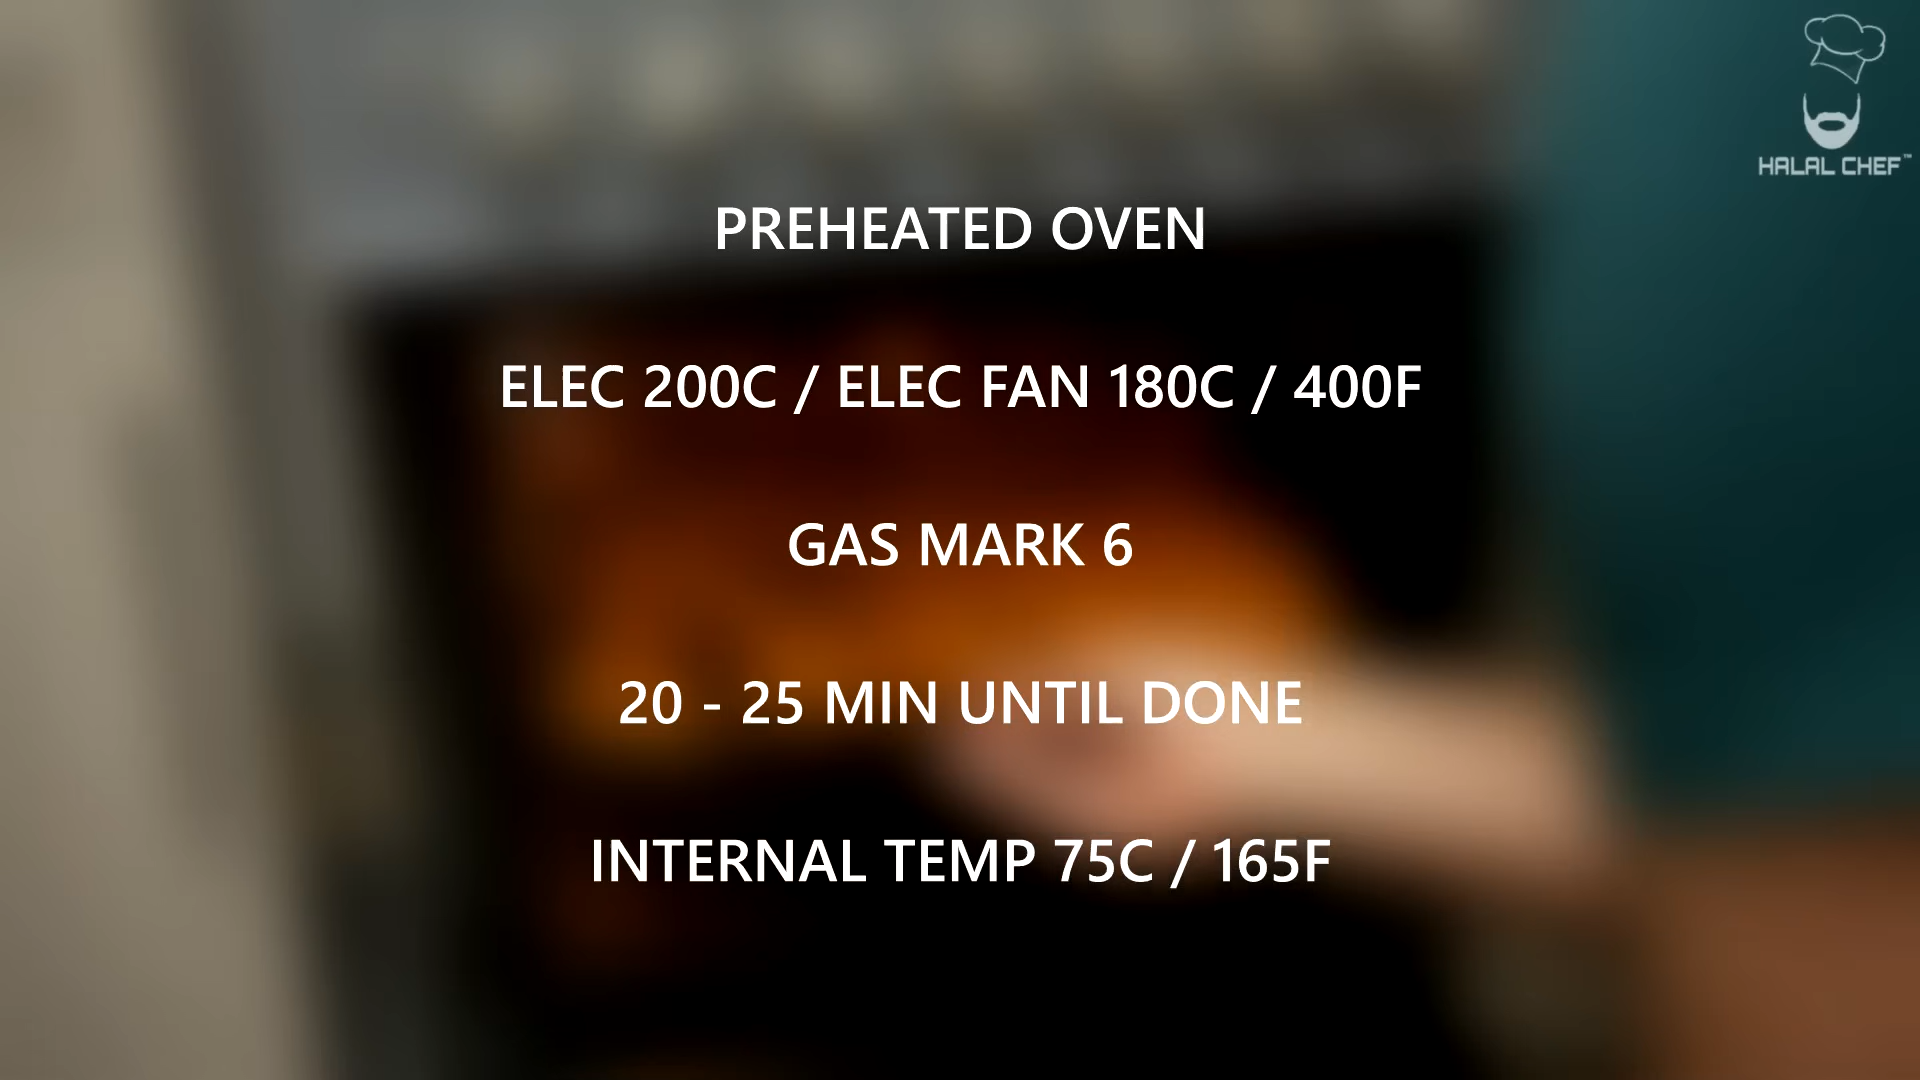 HALAL CHEF™
PREHEATED OVEN
ELEC 200C / ELEC FAN 180C / 400F
GAS MARK 6
20 - 25 MIN UNTIL DONE
INTERNAL TEMP 75C / 165F